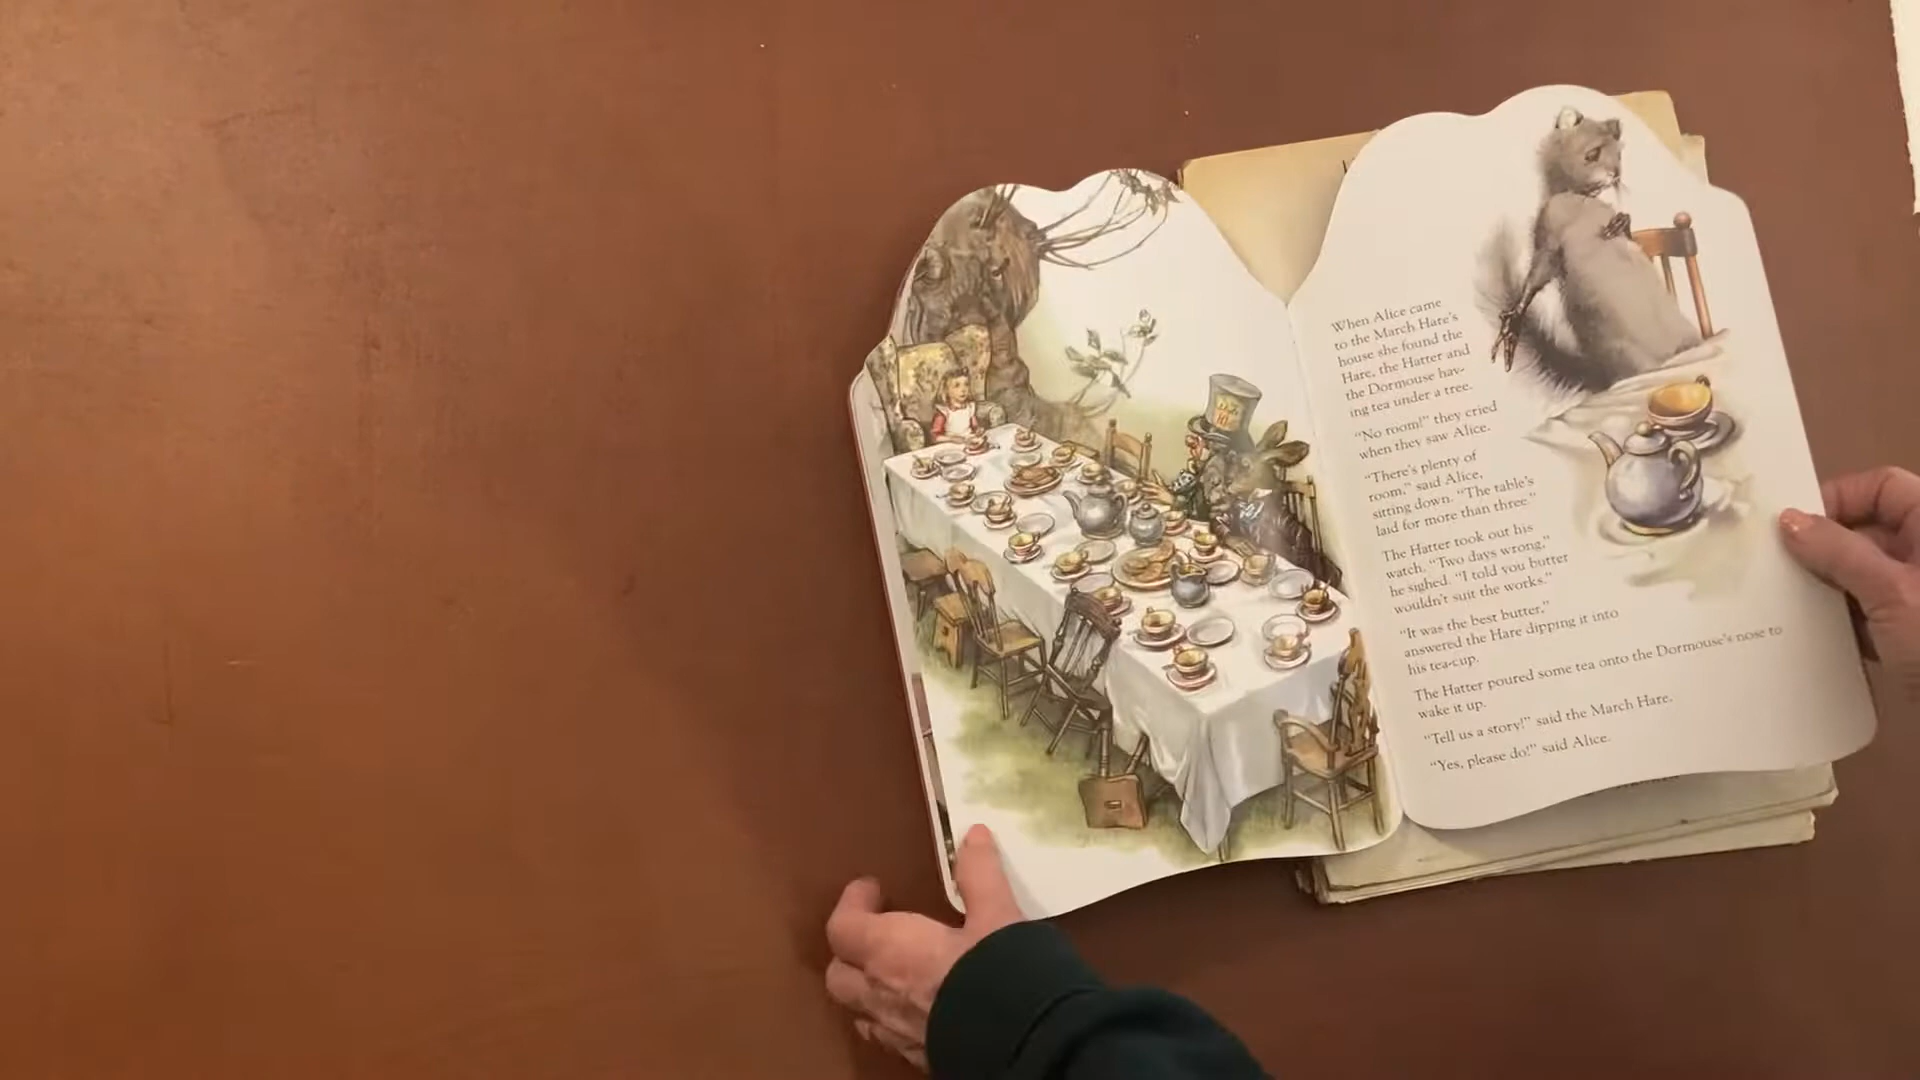 When Alice came
to the March Hare's
house she found the
Hare, the Hatter and
the Dormouse hav-
ing tea under a tree.
"No room!" they cried
when they saw Alice.
"There's plenty of
room," said Alice,
sitting down. "The table's
laid for more than three."
The Hatter took out his
watch. "Two days wrong,"
he sighed. "I told you butter
wouldn't suit the works."
"It was the best butter,"
answered the Hare dipping it into
his tea-cup.
The Hatter poured some tea onto the Dormouse's nose to
wake it up.
"Tell us a story!" said the March Hare.
"Yes, please do!" said Alice.